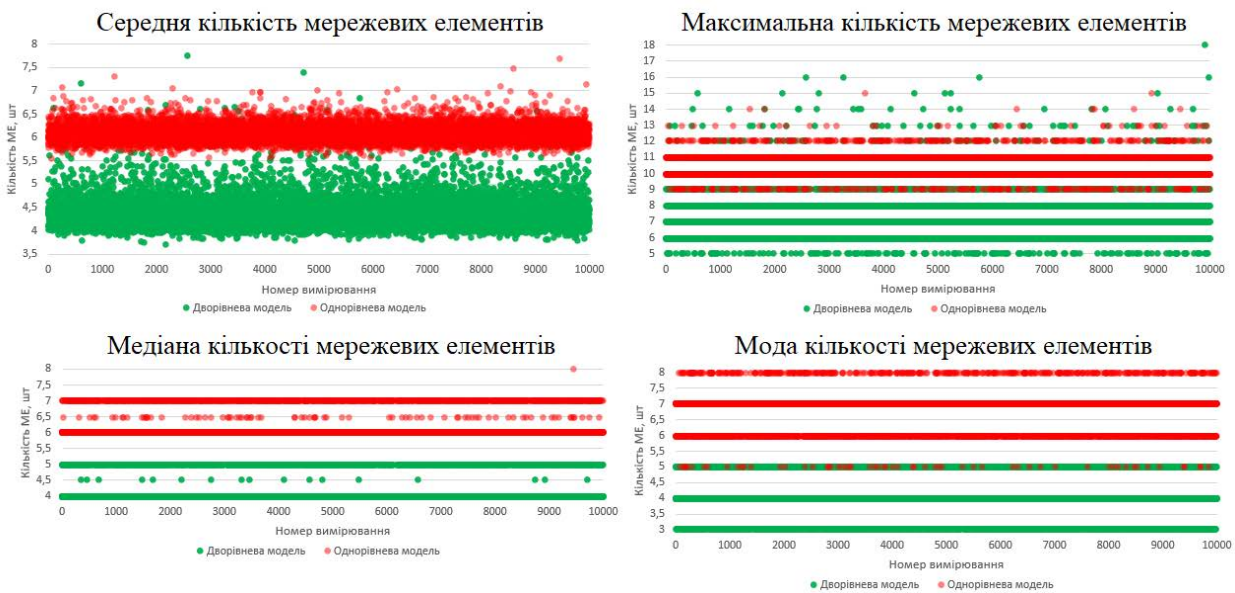 Середня кількість мережевих елементів
Кількість МЕ, шт
8
7,5
7
6,5
6
5,5
5
4,5
4
3,5
0 1000 2000 3000 4000 5000 6000 7000 8000 9000 10000
Номер вимірювання
Дворівнева модель Однорівнева модель
Максимальна кількість мережевих елементів
Кількість МЕ, шт
18
17
16
15
14
13
12
11
10
9
8
7
6
5
0 1000 2000 3000 4000 5000 6000 7000 8000 9000 10000
Номер вимірювання
Дворівнева модель Однорівнева модель
Медіана кількості мережевих елементів
Кількість МЕ, шт
8
7,5
7
6,5
6
5,5
5
4,5
4
0 1000 2000 3000 4000 5000 6000 7000 8000 9000 10000
Номер вимірювання
Дворівнева модель Однорівнева модель
Мода кількості мережевих елементів
Кількість МЕ, шт
8
7,5
7
6,5
6
5,5
5
4,5
4
3,5
3
0 1000 2000 3000 4000 5000 6000 7000 8000 9000 10000
Номер вимірювання
Дворівнева модель Однорівнева модель